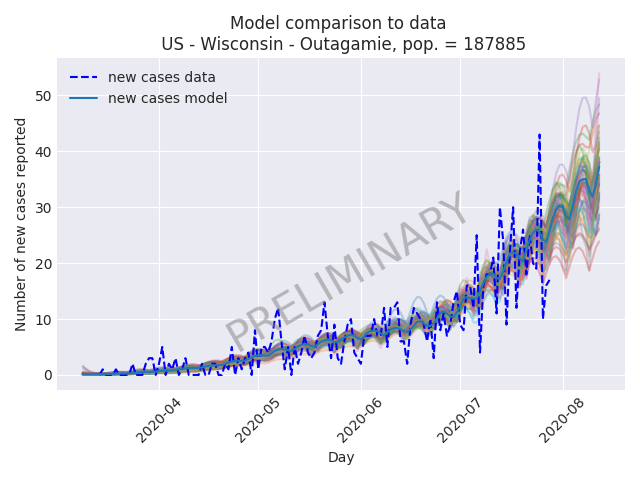 Model comparison to data
US - Wisconsin - Outagamie, pop. = 187885
new cases data
new cases model
Number of new cases reported
50
40
30
20
10
0
PRELIMINARY
2020-04
2020-05
2020-06
2020-07
2020-08
Day